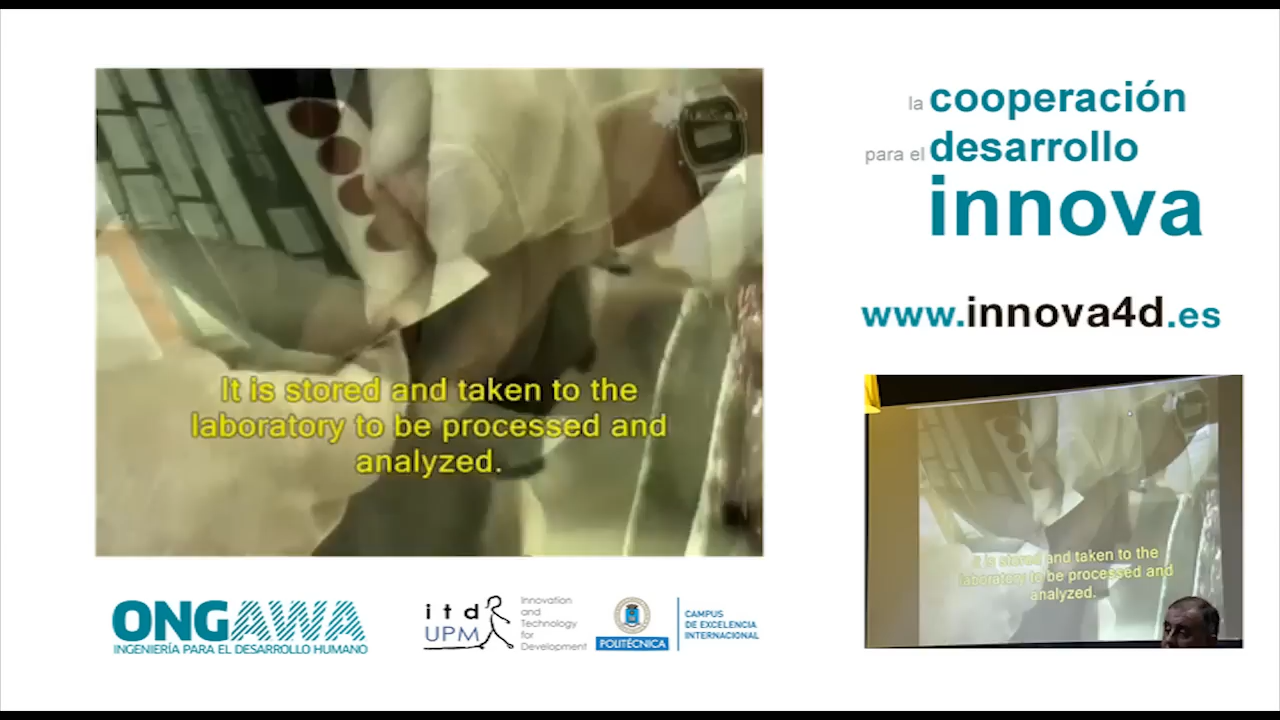 It is stored and taken to the
laboratory to be processed and
analyzed.
la cooperación
para el desarrollo
innova
www.innova4d.es
It is stored and taken to the
laboratory to be processed and
analyzed.
ONGAWA
INGENIERÍA PARA EL DESARROLLO HUMANO
itd
UPM
Innovation
and
Technology
for
Development
POLITÉCNICA
CAMPUS
DE EXCELENCIA
INTERNACIONAL